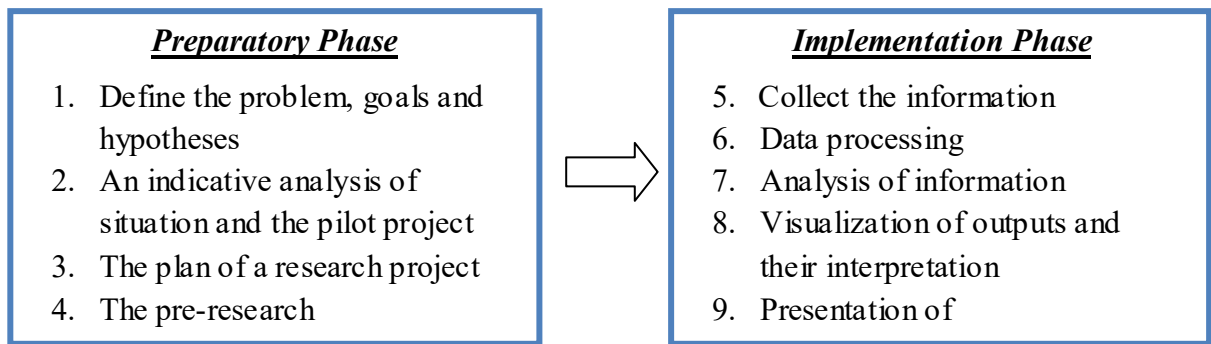 Preparatory Phase
1. Define the problem, goals and
hypotheses
2. An indicative analysis of
situation and the pilot project
3. The plan of a research project
4. The pre-research
Implementation Phase
5. Collect the information
6. Data processing
7. Analysis of information
8. Visualization of outputs and
their interpretation
9. Presentation of